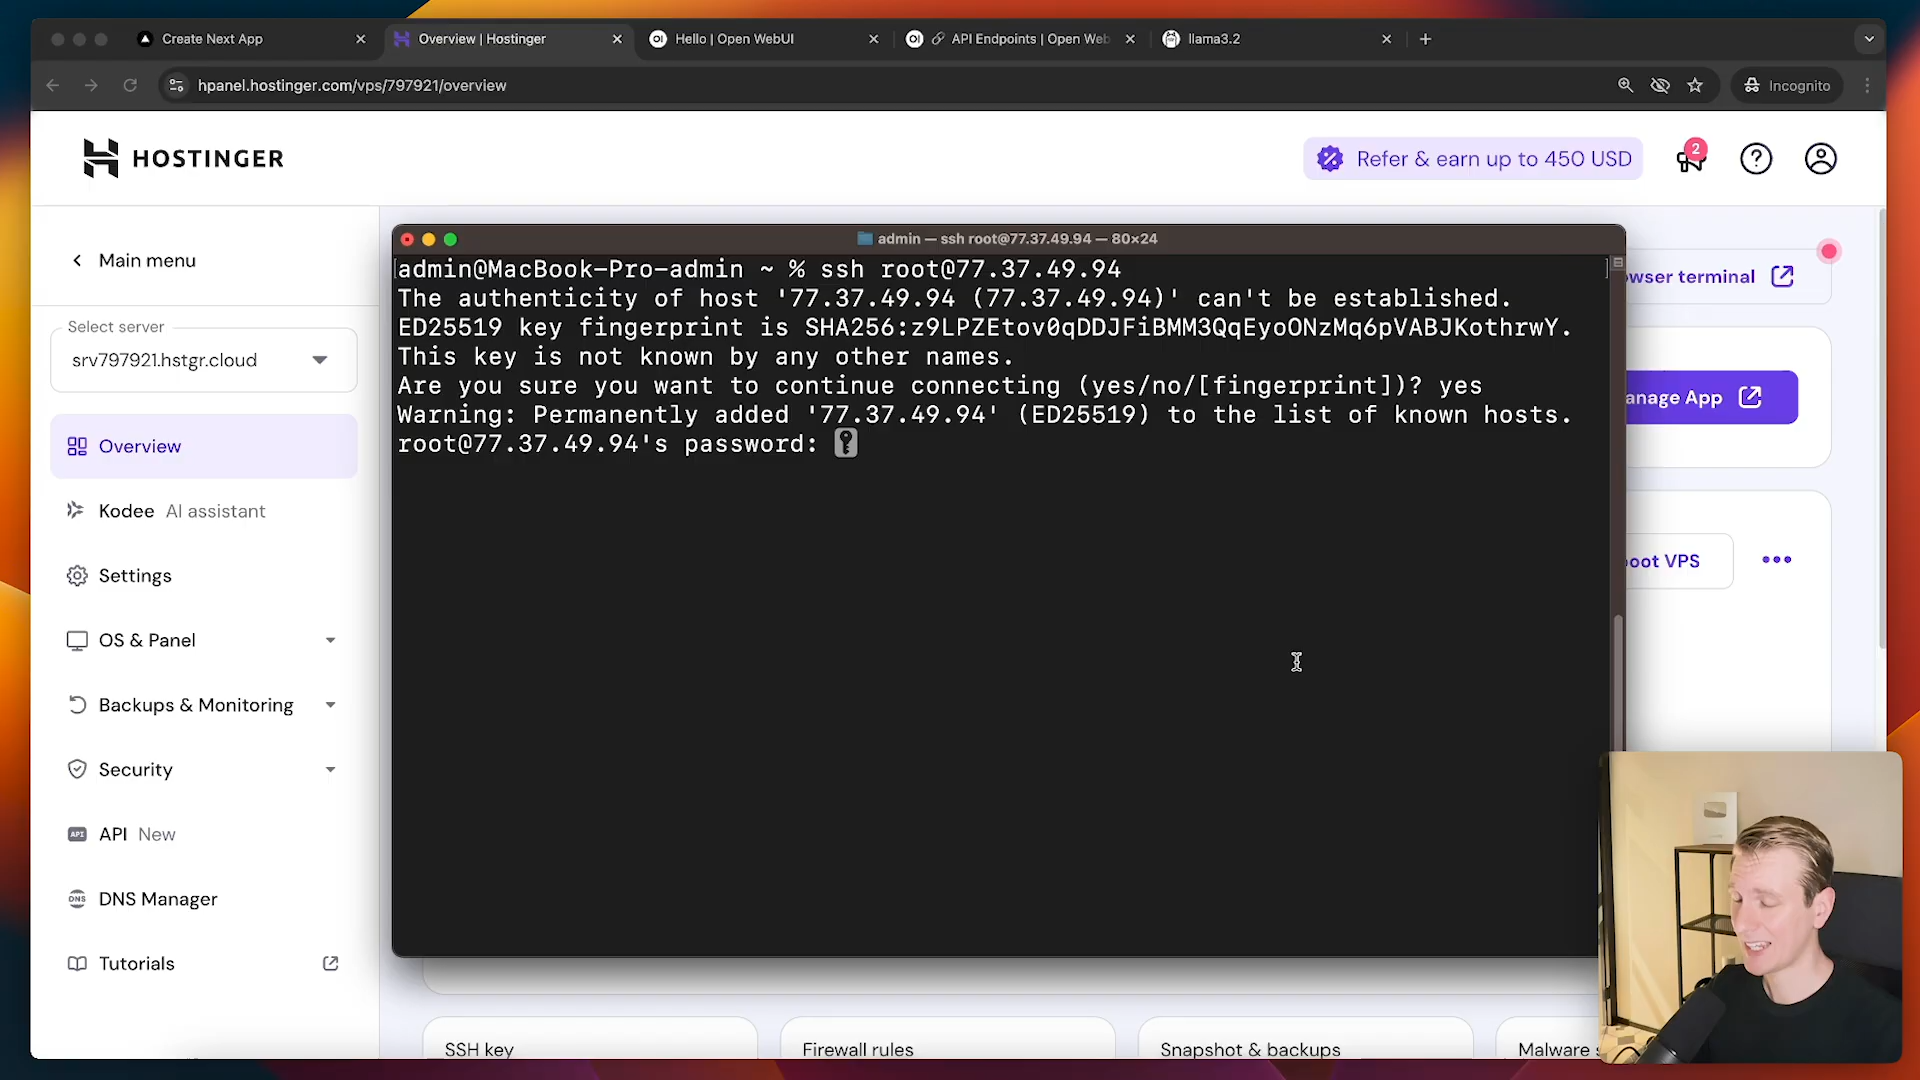 Create Next App
Overview | Hostinger
Hello | Open WebUI
API Endpoints | Open Web
llama3.2
hpanel.hostinger.com/vps/797921/overview
Incognito
HOSTINGER
Refer & earn up to 450 USD
2
Main menu
Select server
srv797921.hstgr.cloud
Overview
Kodee AI assistant
Settings
OS & Panel
Backups & Monitoring
Security
API API New
DNS DNS Manager
Tutorials
admin — ssh root@77.37.49.94 — 80×24
admin@MacBook-Pro-admin ~ % ssh root@77.37.49.94
The authenticity of host '77.37.49.94 (77.37.49.94)' can't be established.
ED25519 key fingerprint is SHA256:z9LPZEtov0qDDJFiBMM3QqEyoONzMq6pVABJKothrwY.
This key is not known by any other names.
Are you sure you want to continue connecting (yes/no/[fingerprint])? yes
Warning: Permanently added '77.37.49.94' (ED25519) to the list of known hosts.
root@77.37.49.94's password:
wser terminal
anage App
oot VPS
SSH key
Firewall rules
Snapshot & backups
Malware s